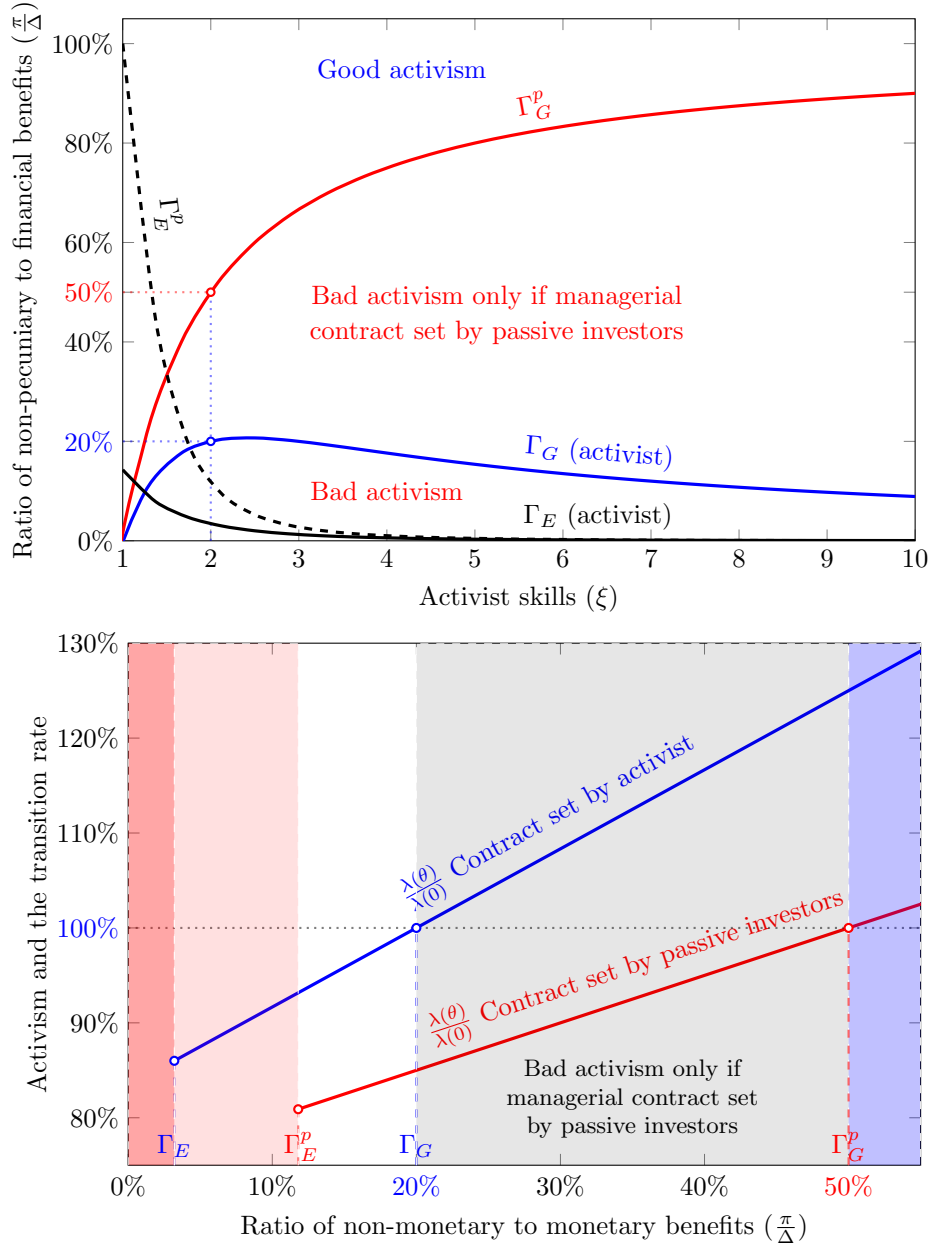 Ratio of non-pecuniary to financial benefits (π/Δ)
100%
80%
60%
50%
40%
20%
0%
Good activism
Γ_G^p
Γ_E^p
Bad activism only if managerial
contract set by passive investors
Γ_G (activist)
Bad activism
Γ_E (activist)
1 2 3 4 5 6 7 8 9 10
Activist skills (ξ)
Activism and the transition rate
130%
120%
110%
100%
90%
80%
λ(θ)/λ(0) Contract set by activist
λ(θ)/λ(0) Contract set by passive investors
Bad activism only if
managerial contract set
by passive investors
Γ_E Γ_E^p Γ_G Γ_G^p
0% 10% 20% 30% 40% 50%
Ratio of non-monetary to monetary benefits (π/Δ)